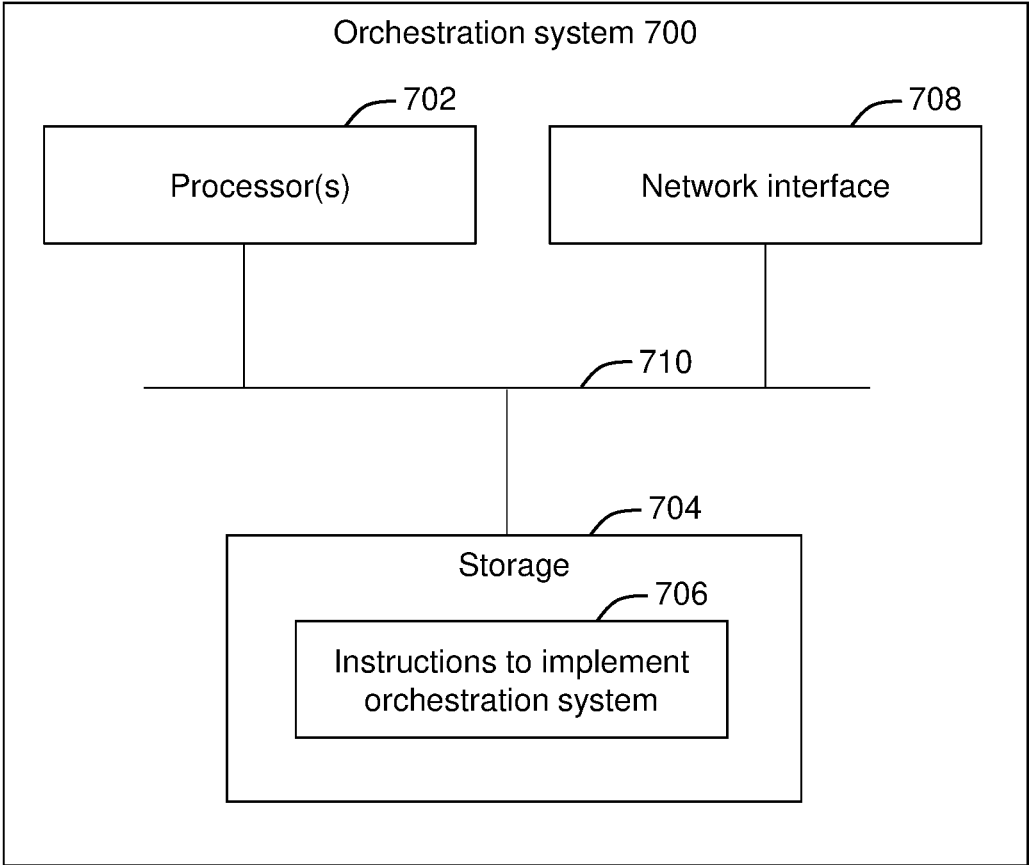 Orchestration system 700
702
708
Processor(s)
Network interface
710
704
Storage
706
Instructions to implement
orchestration system